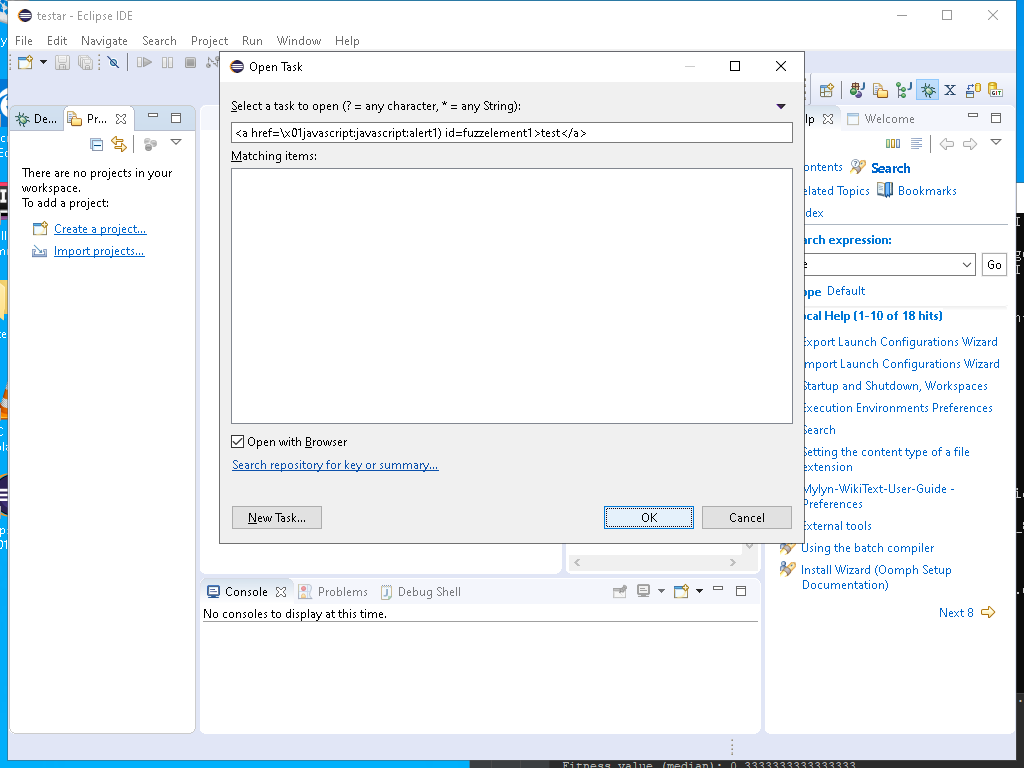 testar - Eclipse IDE
File Edit Navigate Search Project Run Window Help
Open Task
Select a task to open (? = any character, * = any String):
<a href=\x01javascript:javascript:alert1) id=fuzzelement1>test</a>
Matching items:
Open with Browser
Search repository for key or summary...
New Task...
OK
Cancel
De...
Pr...
There are no projects in your
workspace.
To add a project:
Create a project...
Import projects...
lp
Welcome
ontents
Search
elated Topics
Bookmarks
dex
arch expression:
Go
ope Default
ocal Help (1-10 of 18 hits)
Export Launch Configurations Wizard
Import Launch Configurations Wizard
Startup and Shutdown, Workspaces
Execution Environments Preferences
Search
Setting the content type of a file
extension
Mylyn-WikiText-User-Guide -
Preferences
External tools
Using the batch compiler
Install Wizard (Oomph Setup
Documentation)
Next 8
Console
Problems
Debug Shell
No consoles to display at this time.
Fitness value (median): 0.3333333333333333